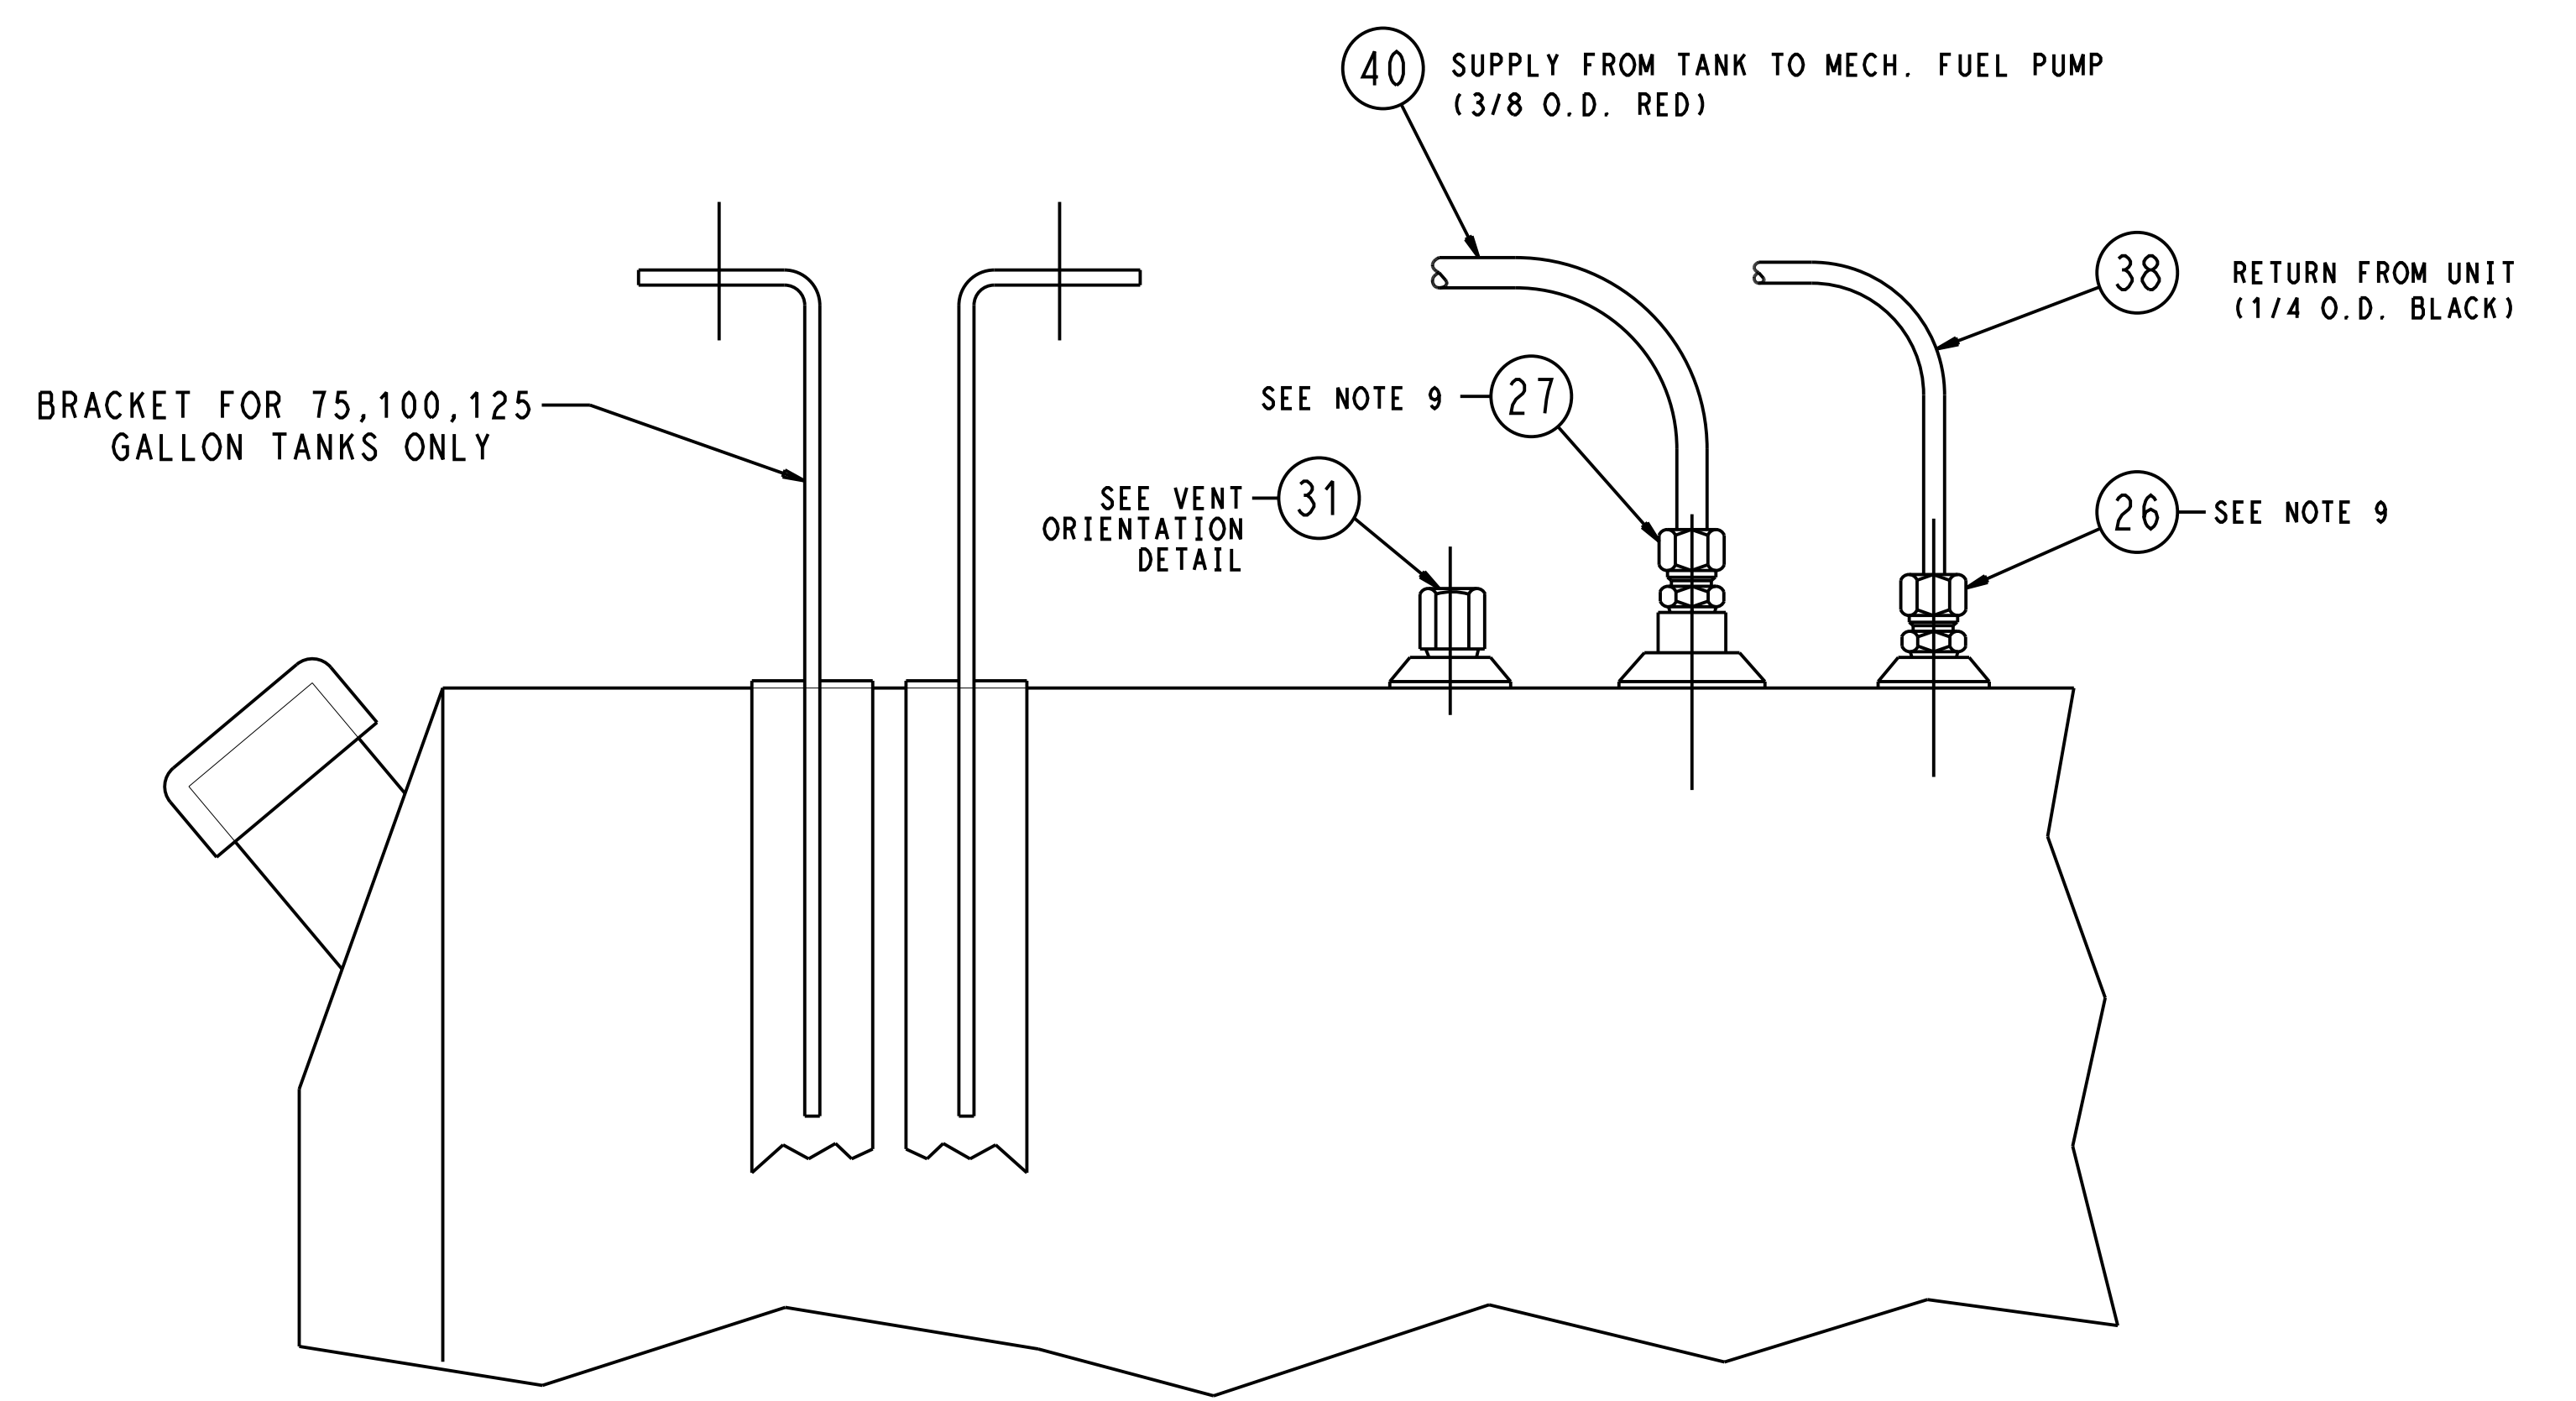 40 SUPPLY FROM TANK TO MECH. FUEL PUMP
(3/8 O.D. RED)
38 RETURN FROM UNIT
(1/4 O.D. BLACK)
BRACKET FOR 75,100,125
GALLON TANKS ONLY
SEE NOTE 9 27
SEE VENT 31
ORIENTATION
DETAIL
26 SEE NOTE 9